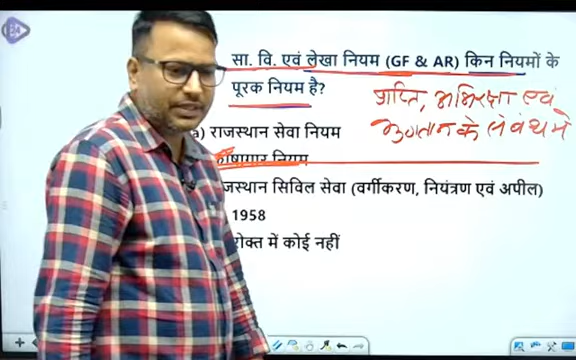 सा. वि. एवं लेखा नियम (GF & AR) किन नियमों के
पूरक नियम है?
प्राप्ति, अभिरक्षा एवं
भुगतान के संबंध में
a) राजस्थान सेवा नियम
नियम
राजस्थान सिविल सेवा (वर्गीकरण, नियंत्रण एवं अपील)
1958
में कोई नहीं